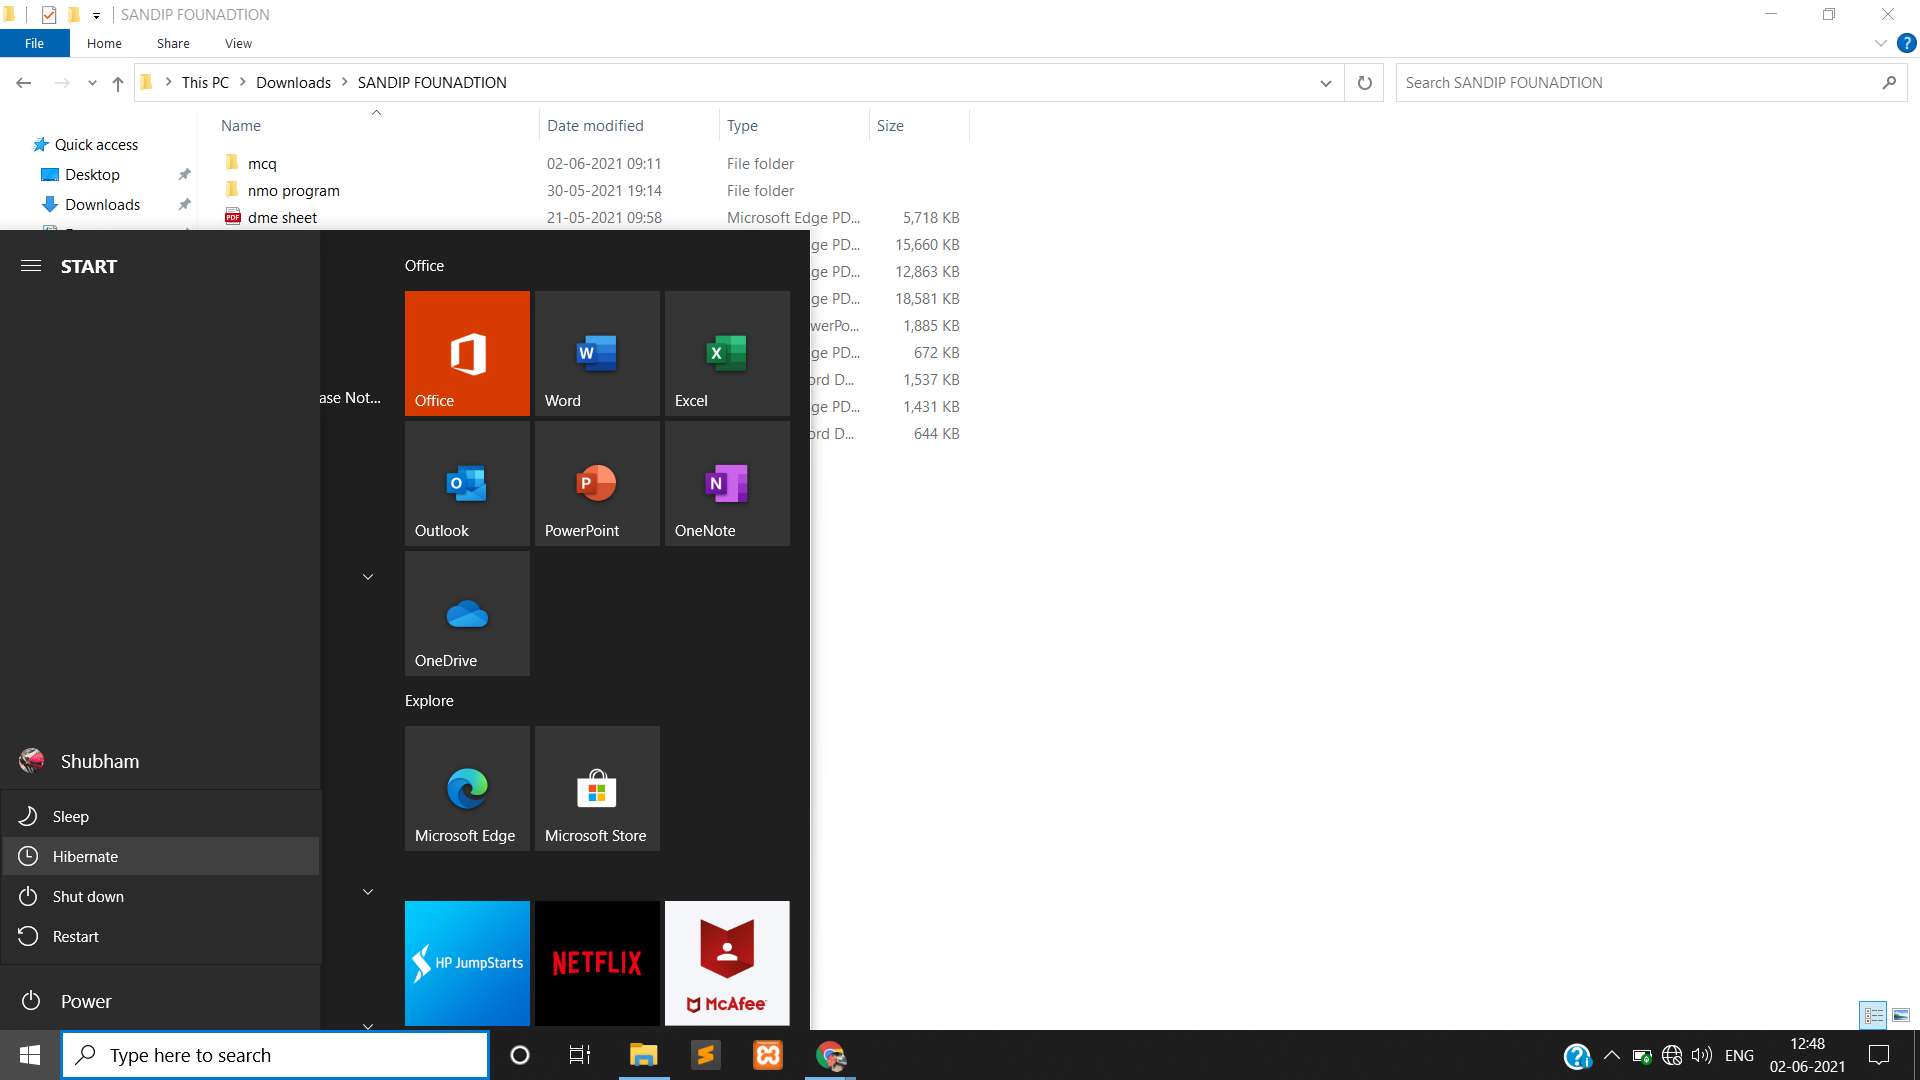 SANDIP FOUNADTION
File Home Share View
This PC Downloads SANDIP FOUNADTION
Search SANDIP FOUNADTION
Name Date modified Type Size
Quick access
Desktop
Downloads
mcq 02-06-2021 09:11 File folder
nmo program 30-05-2021 19:14 File folder
dme sheet 21-05-2021 09:58 Microsoft Edge PD... 5,718 KB
ge PD... 15,660 KB
ge PD... 12,863 KB
ge PD... 18,581 KB
werPo... 1,885 KB
ge PD... 672 KB
ord D... 1,537 KB
ge PD... 1,431 KB
ord D... 644 KB
START
ase Not...
Office
Office Word Excel
Outlook PowerPoint OneNote
OneDrive
Explore
Microsoft Edge Microsoft Store
HP JumpStarts NETFLIX McAfee
Shubham
Sleep
Hibernate
Shut down
Restart
Power
Type here to search
ENG
12:48
02-06-2021